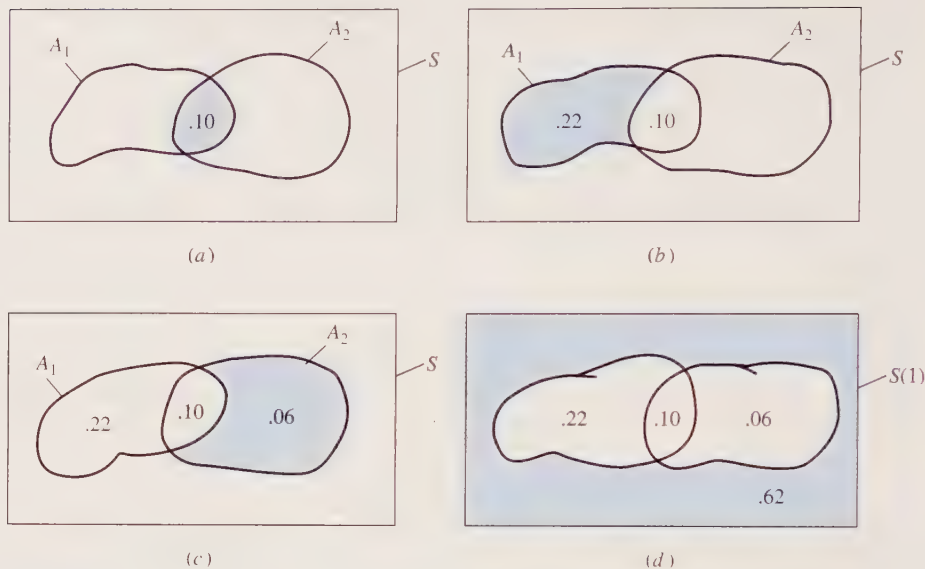 A₁ A₂ S
.10
(a)
A₁ A₂ S
.22 .10
(b)
A₁ A₂ S
.22 .10 .06
(c)
S(1)
.22 .10 .06
.62
(d)